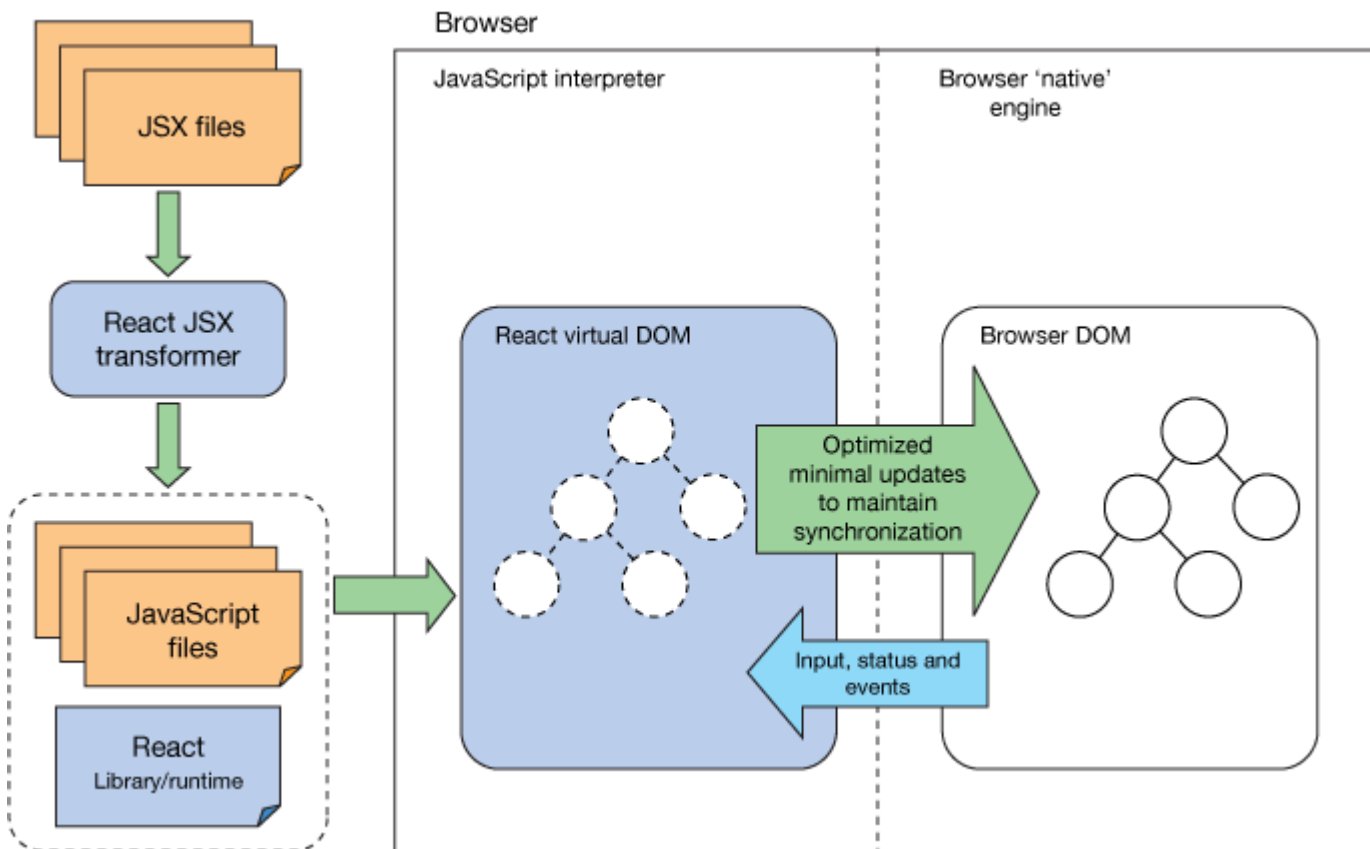 Browser
JSX files
JavaScript interpreter
Browser ‘native’
engine
React JSX
transformer
React virtual DOM
Browser DOM
Optimized
minimal updates
to maintain
synchronization
JavaScript
files
Input, status and
events
React
Library/runtime